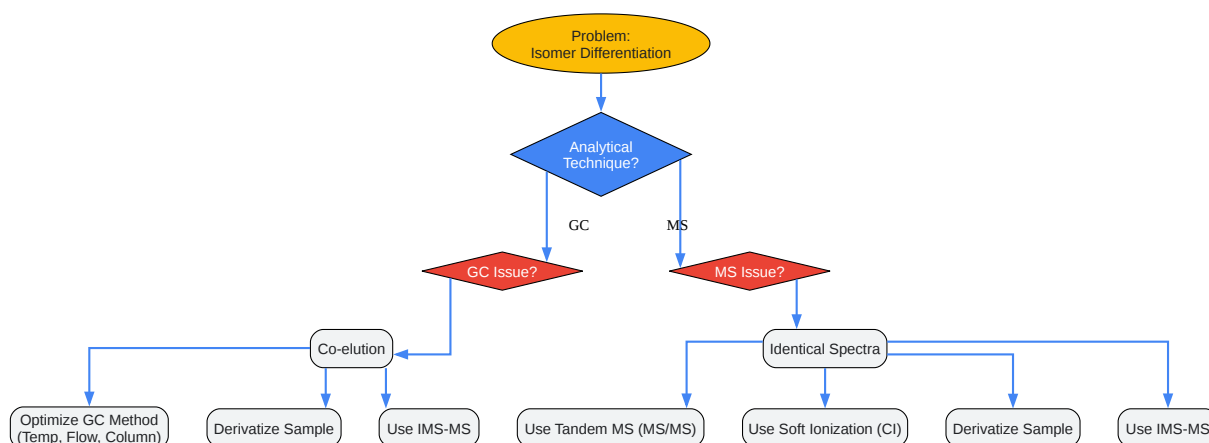 Problem:
Isomer Differentiation
Analytical
Technique?
GC
MS
GC Issue?
MS Issue?
Co-elution
Identical Spectra
Optimize GC Method
(Temp, Flow, Column)
Derivatize Sample
Use IMS-MS
Use Tandem MS (MS/MS)
Use Soft Ionization (CI)
Derivatize Sample
Use IMS-MS